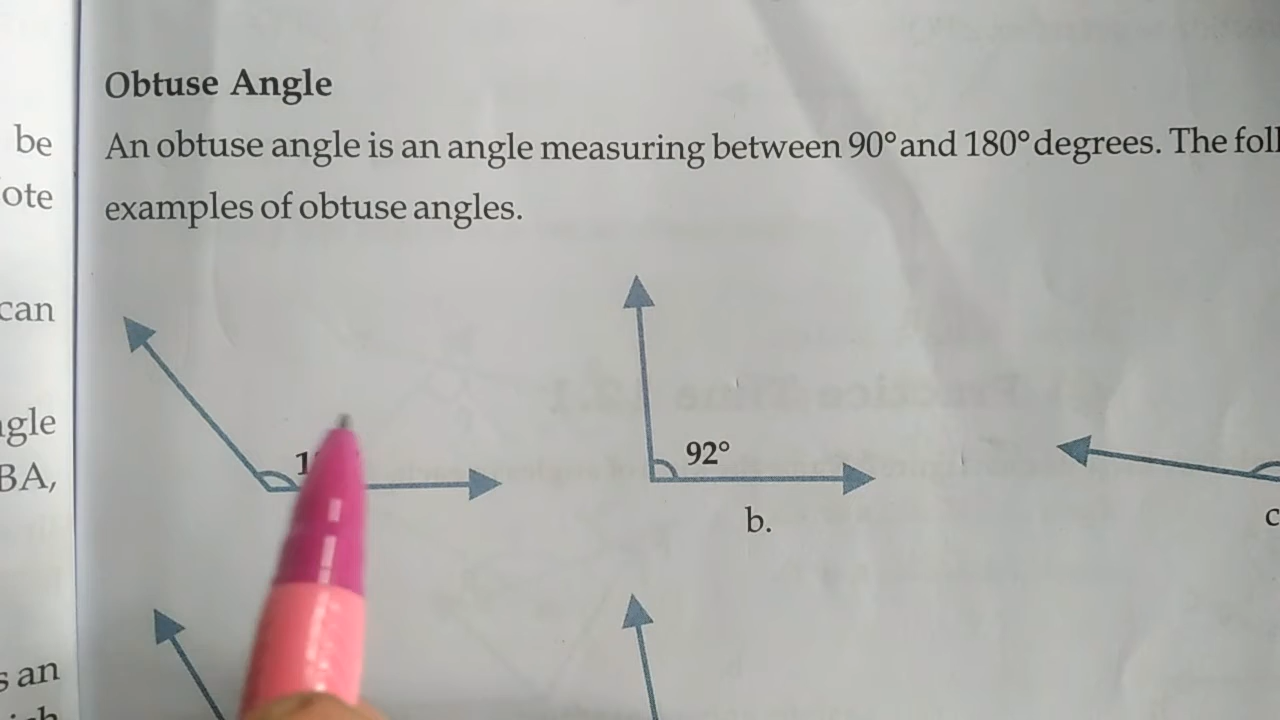 Obtuse Angle
An obtuse angle is an angle measuring between 90° and 180° degrees. The foll
examples of obtuse angles.
be
ote
can
gle
BA,
s an
92°
b.
c